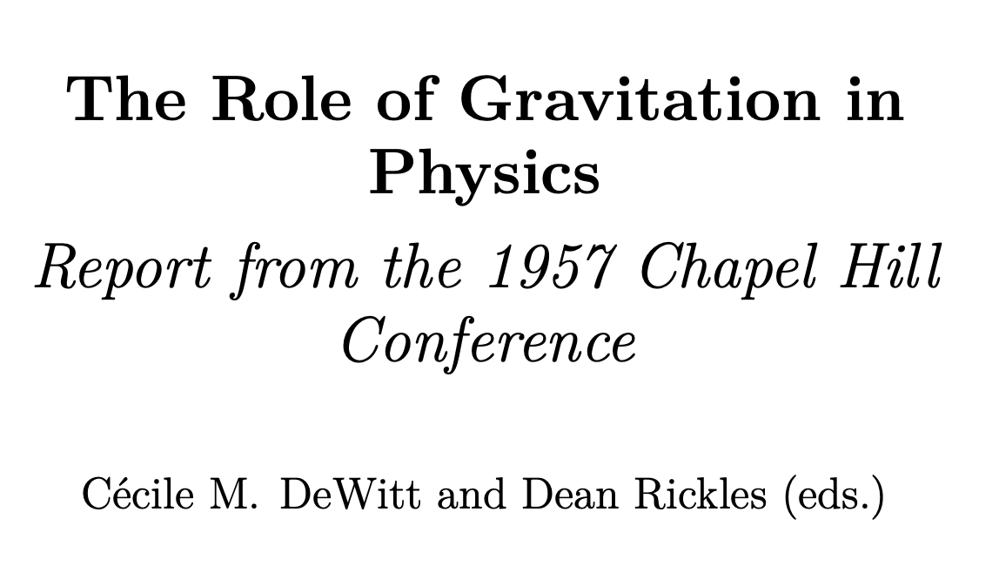 The Role of Gravitation in
Physics
Report from the 1957 Chapel Hill
Conference
Cécile M. DeWitt and Dean Rickles (eds.)